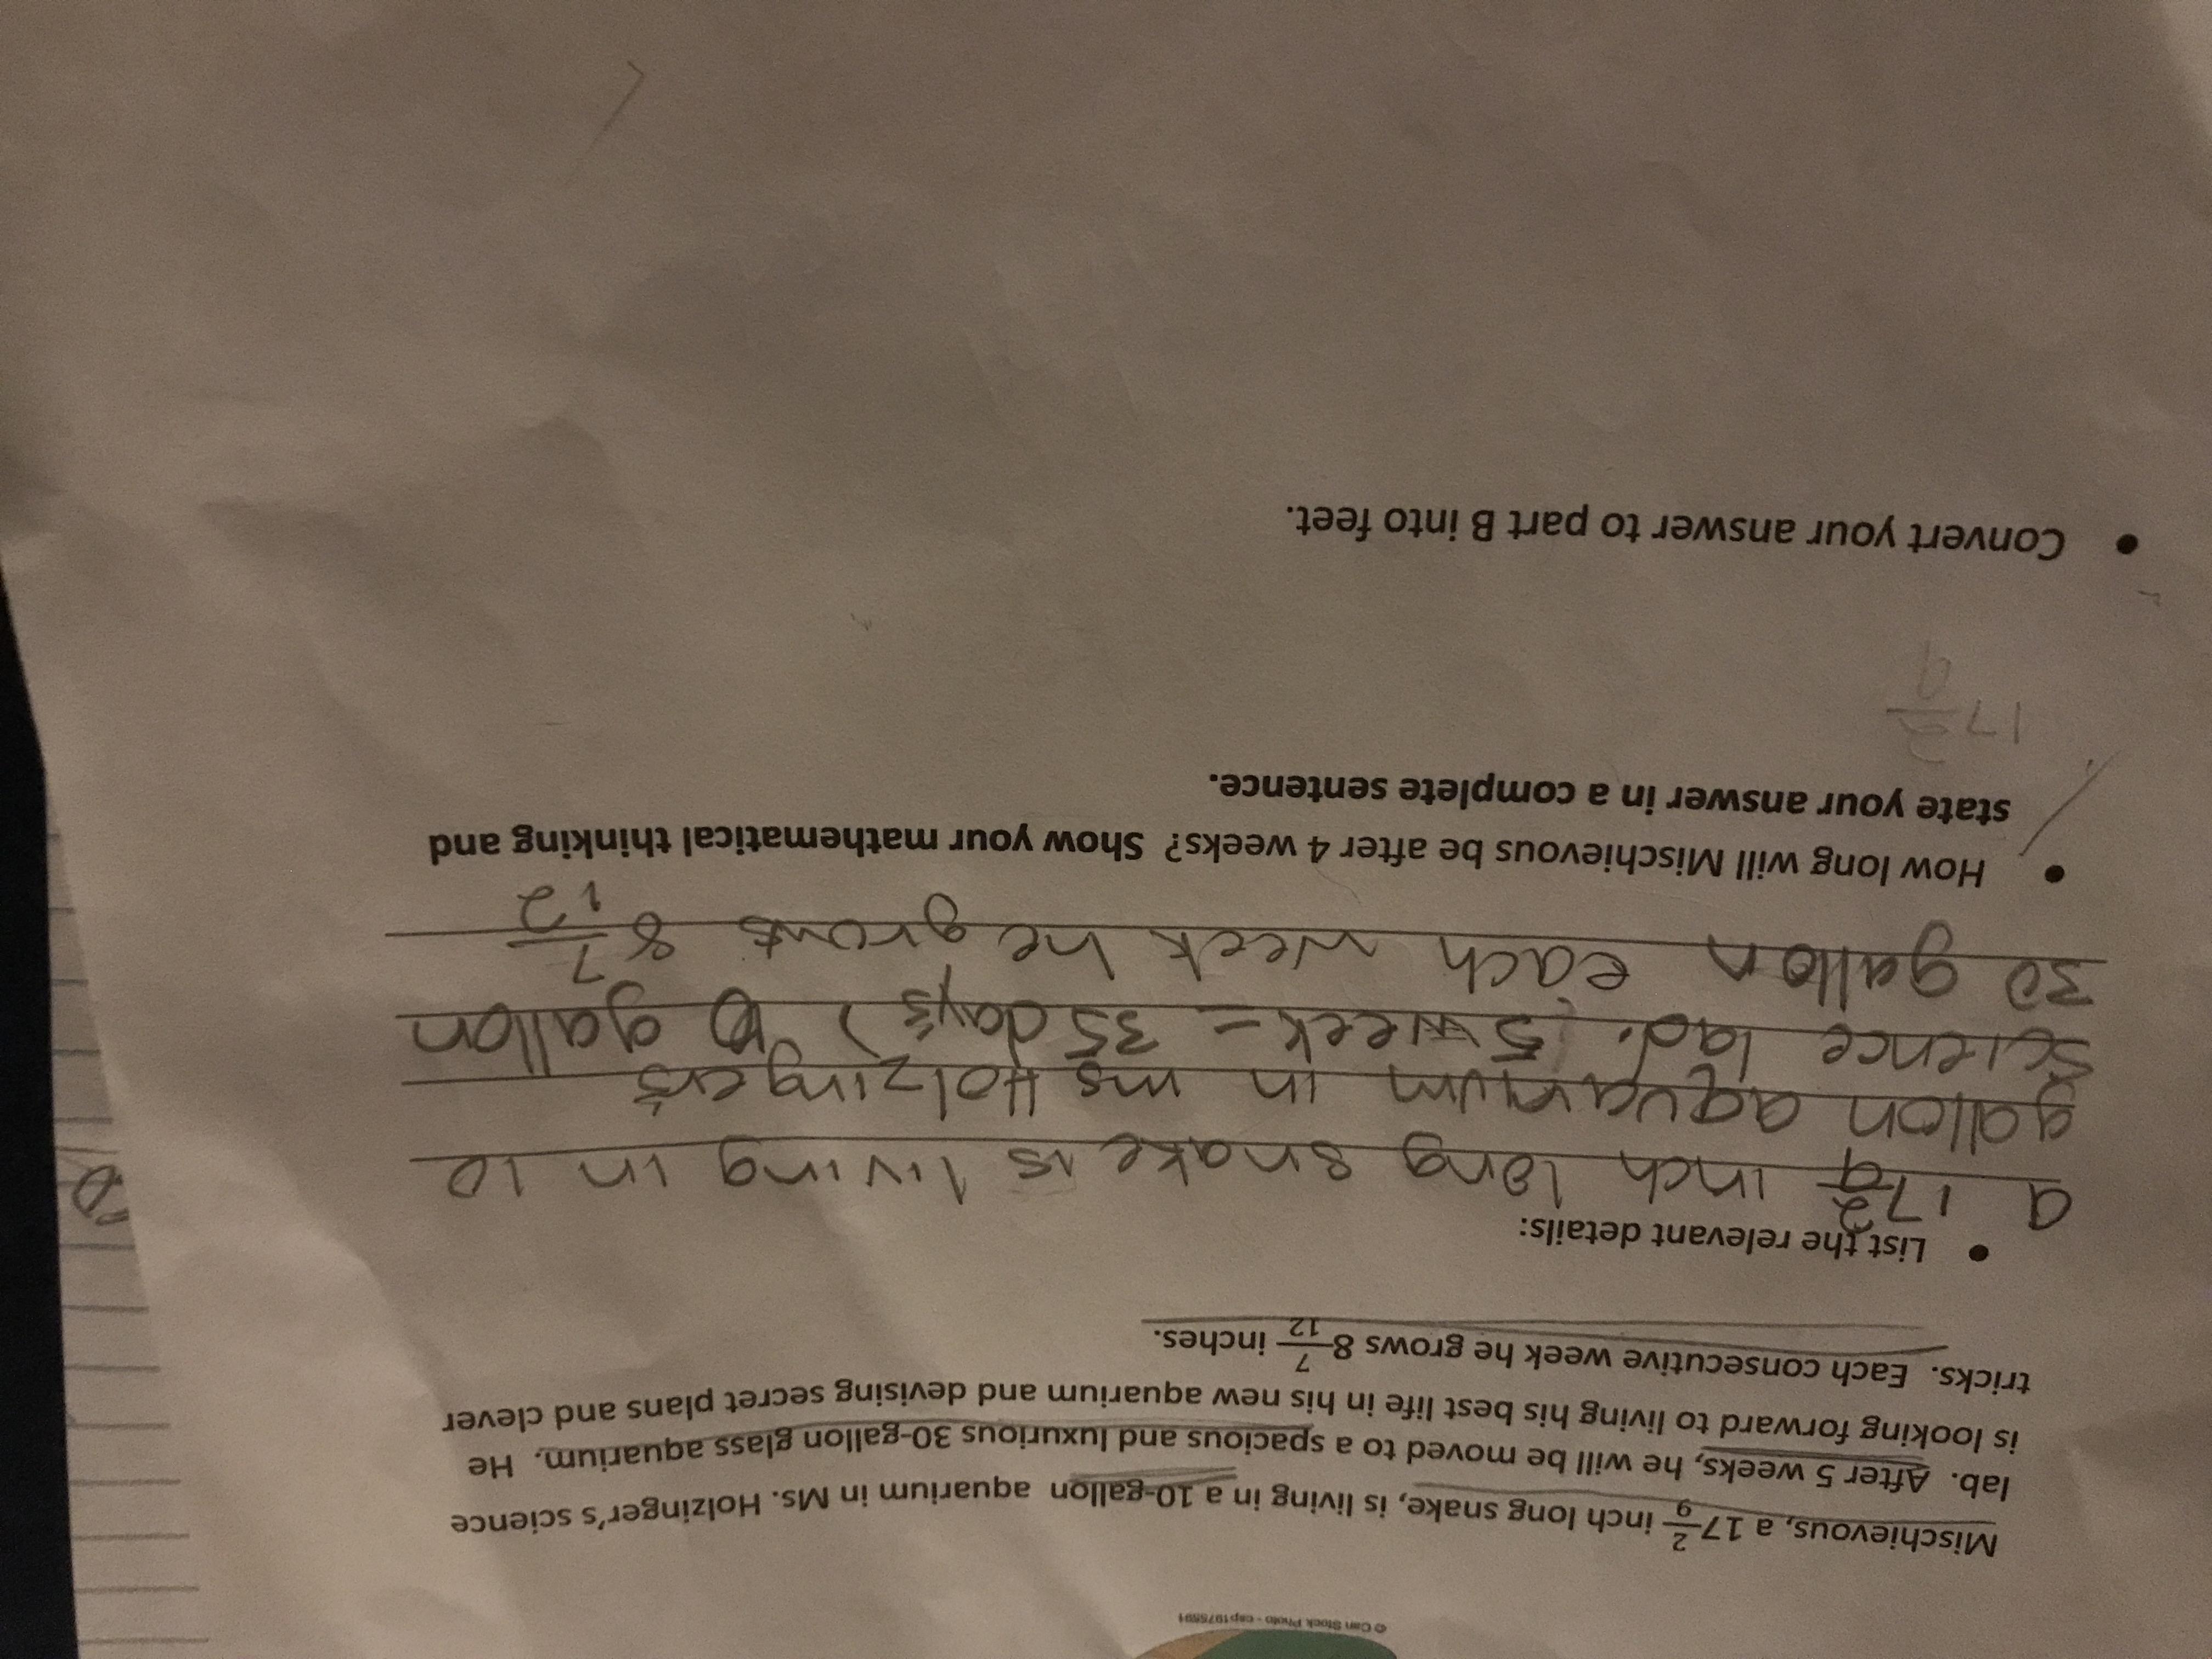 © Can Stock Photo - csp1975591
Mischievous, a 17 2/9 inch long snake, is living in a 10-gallon aquarium in Ms. Holzinger's science
lab. After 5 weeks, he will be moved to a spacious and luxurious 30-gallon glass aquarium. He
is looking forward to living his best life in his new aquarium and devising secret plans and clever
tricks. Each consecutive week he grows 8 7/12 inches.
• List the relevant details:
a 17 2/9 inch long snake is living in 10
gallon aquarium in ms Holzingers
science lab. 5 week = 35 days) 10 gallon
30 gallon each week he grows 8 7/12
• How long will Mischievous be after 4 weeks? Show your mathematical thinking and
state your answer in a complete sentence.
17 2/9
• Convert your answer to part B into feet.